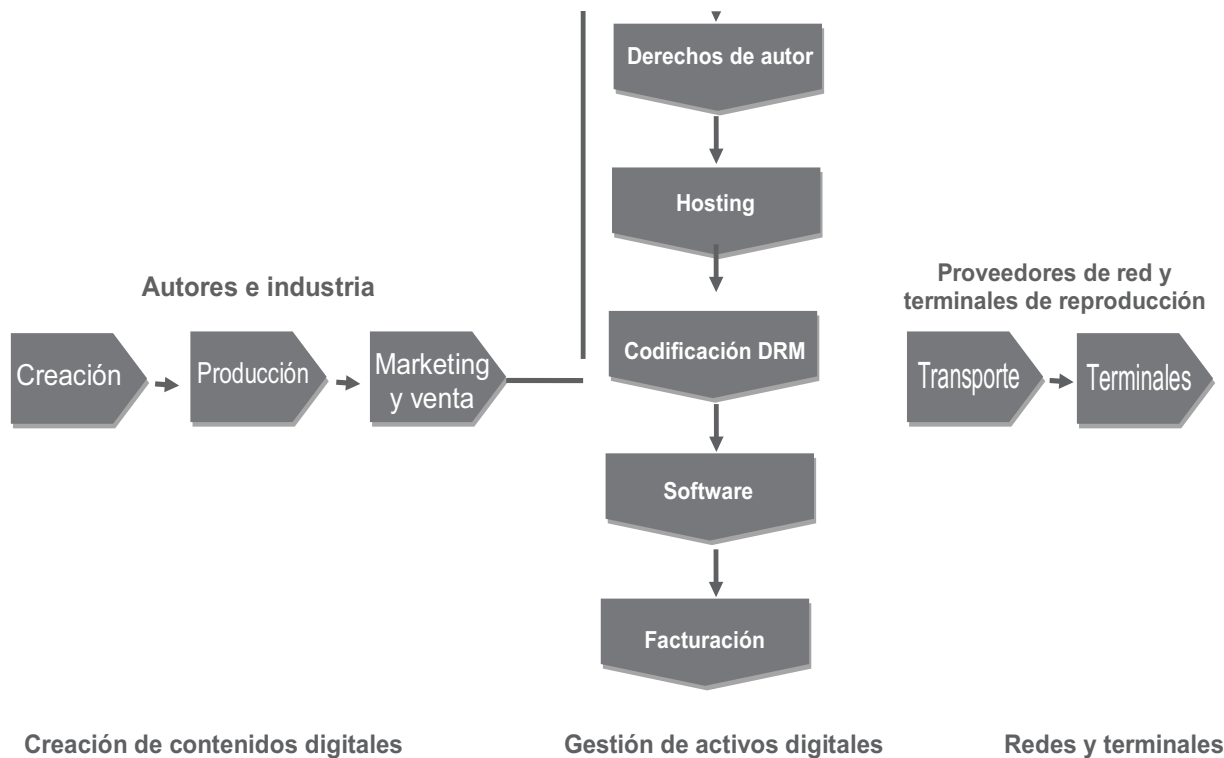 Derechos de autor
Hosting
Autores e industria
Proveedores de red y
terminales de reproducción
Creación
Producción
Marketing
y venta
Codificación DRM
Transporte
Terminales
Software
Facturación
Creación de contenidos digitales
Gestión de activos digitales
Redes y terminales